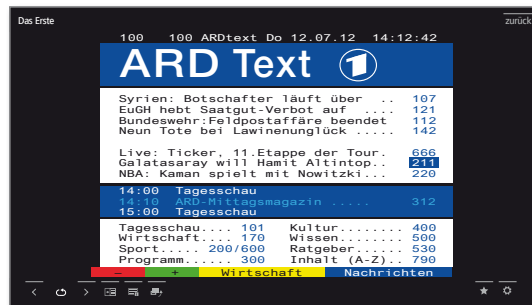 Das Erste
zurück
100 100 ARDtext Do 12.07.12 14:12:42
ARD Text 1
Syrien: Botschafter läuft über .. 107
EuGH hebt Saatgut-Verbot auf .... 121
Bundeswehr:Feldpostaffäre beendet 112
Neun Tote bei Lawinenunglück ..... 142
Live: Ticker, 11.Etappe der Tour. 666
Galatasaray will Hamit Altintop.. 211
NBA: Kaman spielt mit Nowitzki... 220
14:00 Tagesschau
14:10 ARD-Mittagsmagazin ..... 312
15:00 Tagesschau
Tagesschau.... 101 Kultur........ 400
Wirtschaft.... 170 Wissen........ 500
Sport..... 200/600 Ratgeber...... 530
Programm...... 300 Inhalt (A-Z).. 790
– + Wirtschaft Nachrichten